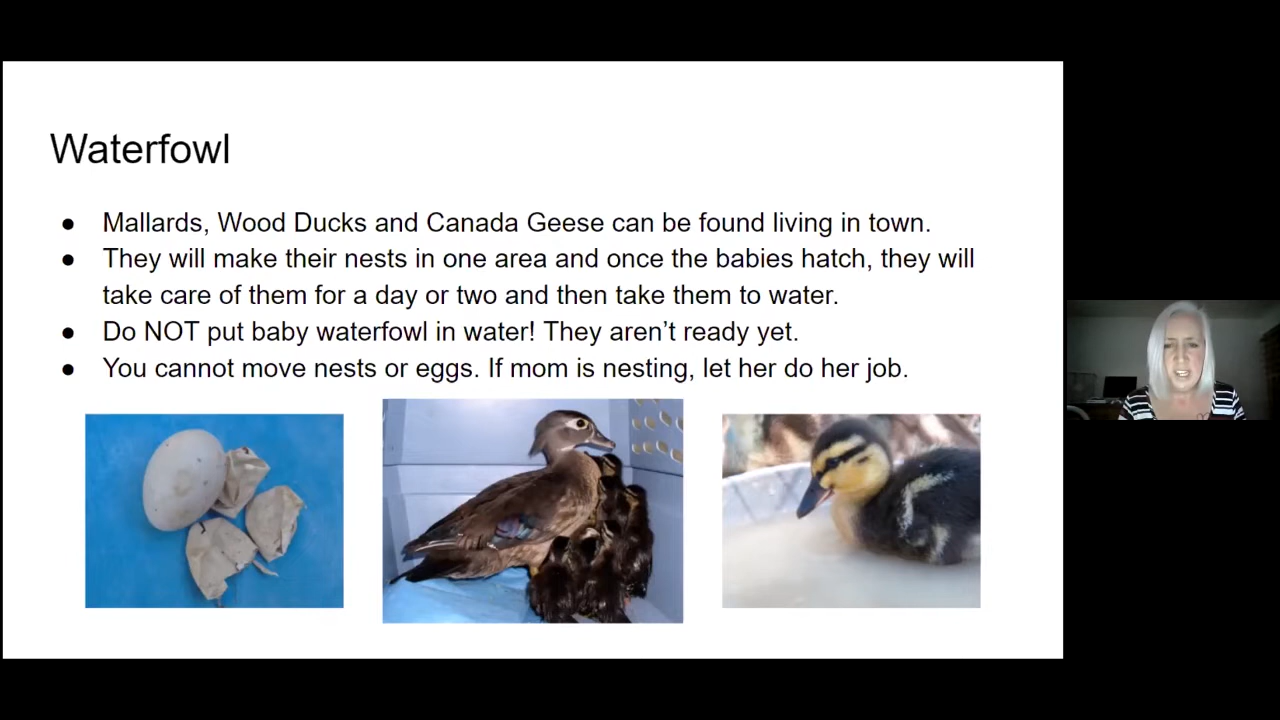 Waterfowl
● Mallards, Wood Ducks and Canada Geese can be found living in town.
● They will make their nests in one area and once the babies hatch, they will
take care of them for a day or two and then take them to water.
● Do NOT put baby waterfowl in water! They aren’t ready yet.
● You cannot move nests or eggs. If mom is nesting, let her do her job.